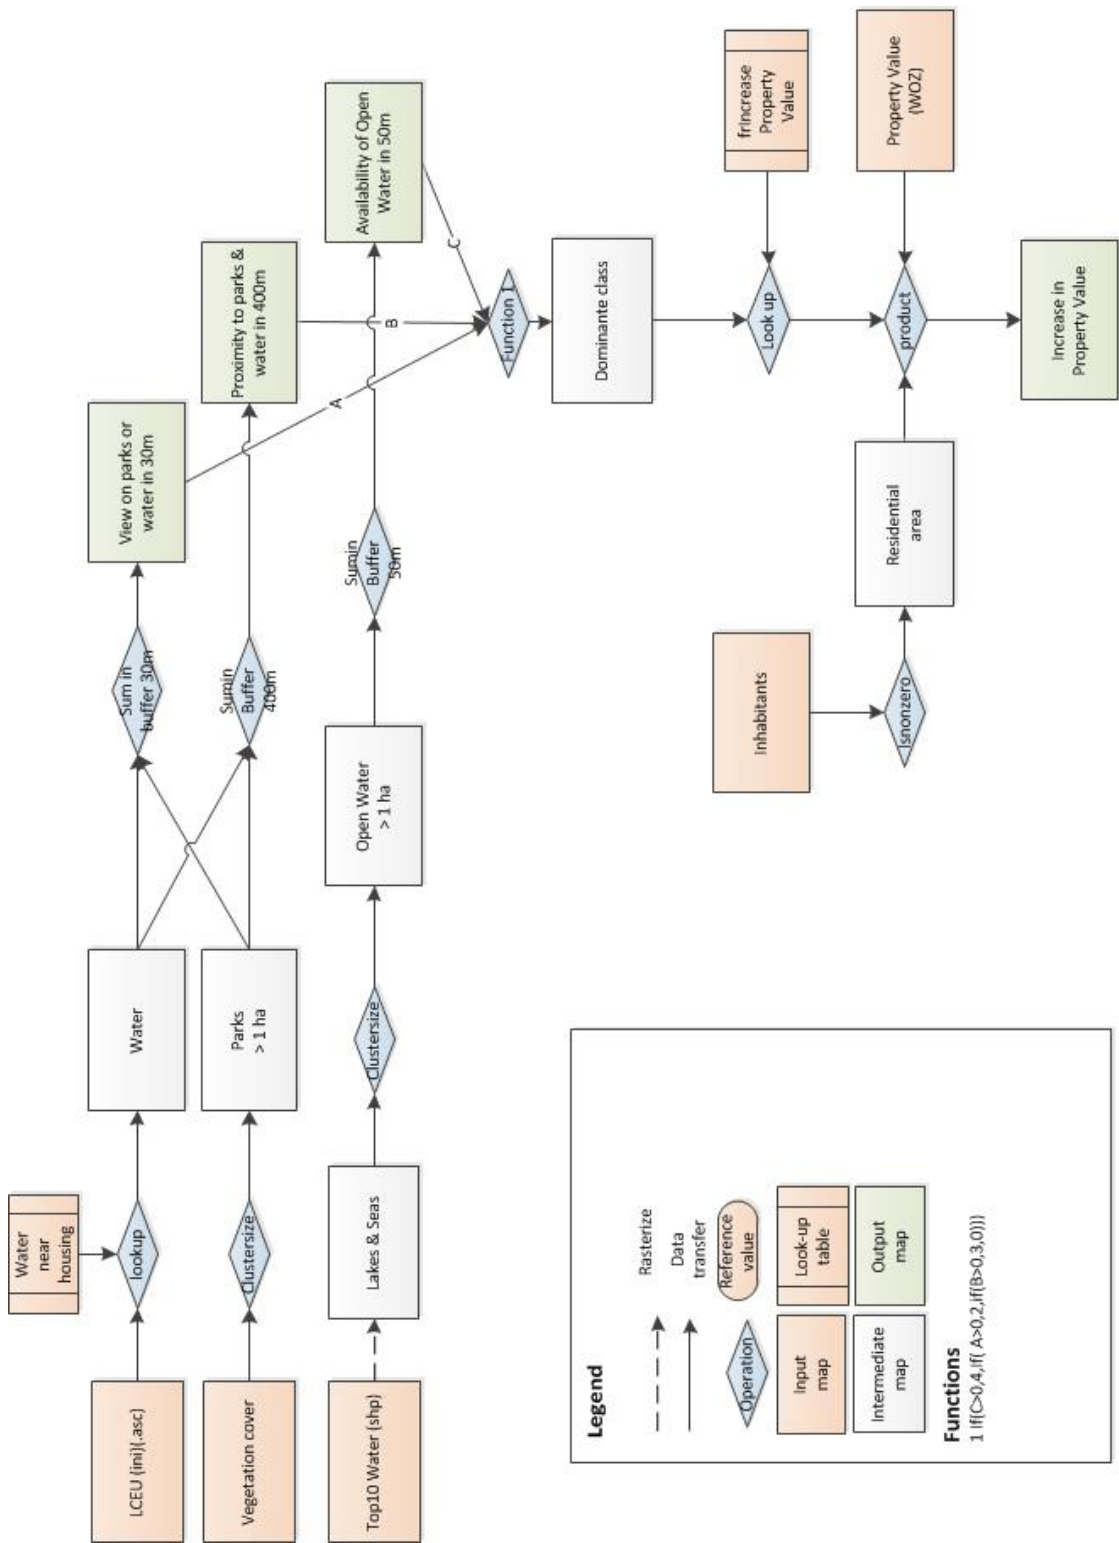 Water
near
housing
LCEU (ini)(.asc)
lookup
Water
Sum in
buffer 30m
View on parks or
water in 30m
Vegetation cover
Clustersize
Parks
> 1 ha
Sumin
Buffer
400m
Proximity to parks &
water in 400m
Top10 Water (shp)
Lakes & Seas
Clustersize
Open Water
> 1 ha
Sumin
Buffer
50m
Availability of Open
Water in 50m
A
B
C
Function 1
Dominante class
frIncrease
Property
Value
Look up
Inhabitants
Isnonzero
Residential
area
product
Property Value
(WOZ)
Increase in
Property Value
Legend
Rasterize
Data
transfer
Operation
Reference
value
Input
map
Look-up
table
Intermediate
map
Output
map
Functions
1 If(C>0,4,If( A>0,2,if(B>0,3,0)))